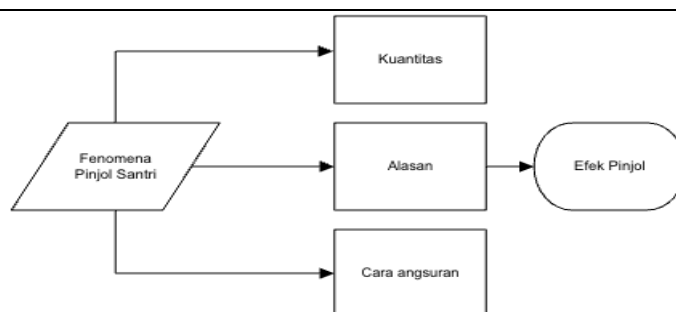 Kuantitas
Fenomena
Pinjol Santri
Alasan
Efek Pinjol
Cara angsuran